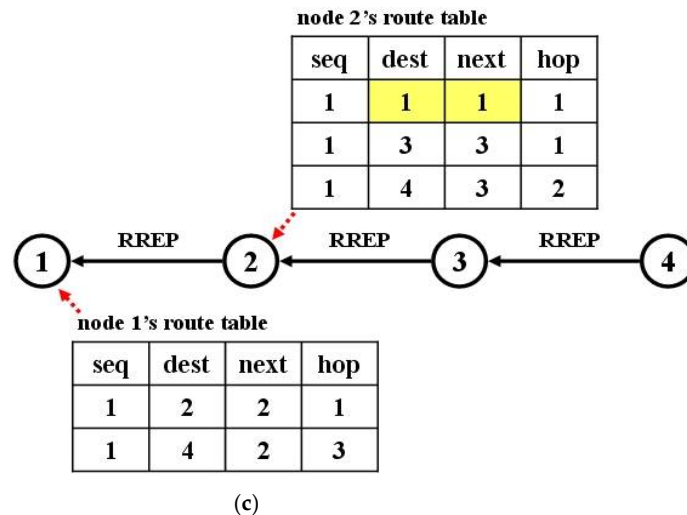 node 2’s route table
seq dest next hop
1 1 1 1
1 3 3 1
1 4 3 2
RREP RREP RREP
1 2 3 4
node 1’s route table
seq dest next hop
1 2 2 1
1 4 2 3
(c)